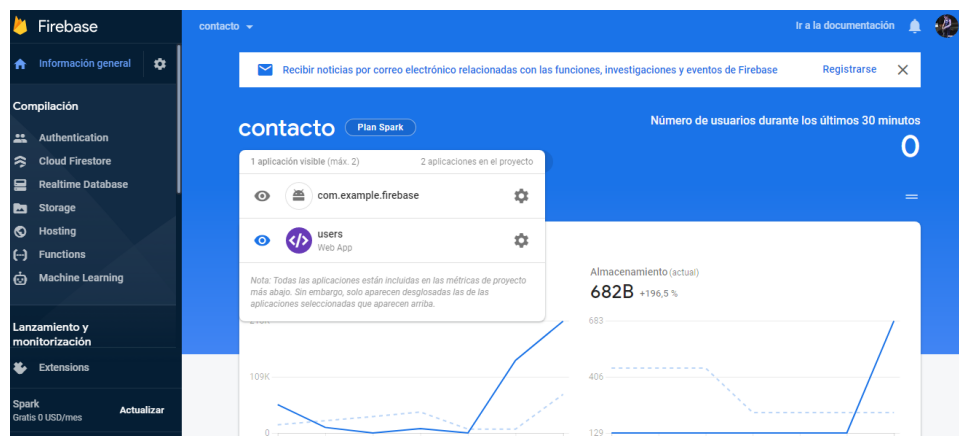 Firebase
contacto
Ir a la documentación
Información general
Recibir noticias por correo electrónico relacionadas con las funciones, investigaciones y eventos de Firebase
Registrarse
Compilación
Authentication
Cloud Firestore
Realtime Database
Storage
Hosting
Functions
Machine Learning
Lanzamiento y
monitorización
Extensions
Spark
Gratis 0 USD/mes
Actualizar
contacto
Plan Spark
Número de usuarios durante los últimos 30 minutos
0
1 aplicación visible (máx. 2)
2 aplicaciones en el proyecto
com.example.firebase
users
Web App
Nota: Todas las aplicaciones están incluidas en las métricas de proyecto
más abajo. Sin embargo, solo aparecen desglosadas las de las
aplicaciones seleccionadas que aparecen arriba.
109K
0
Almacenamiento (actual)
682B +196,5 %
683
406
129